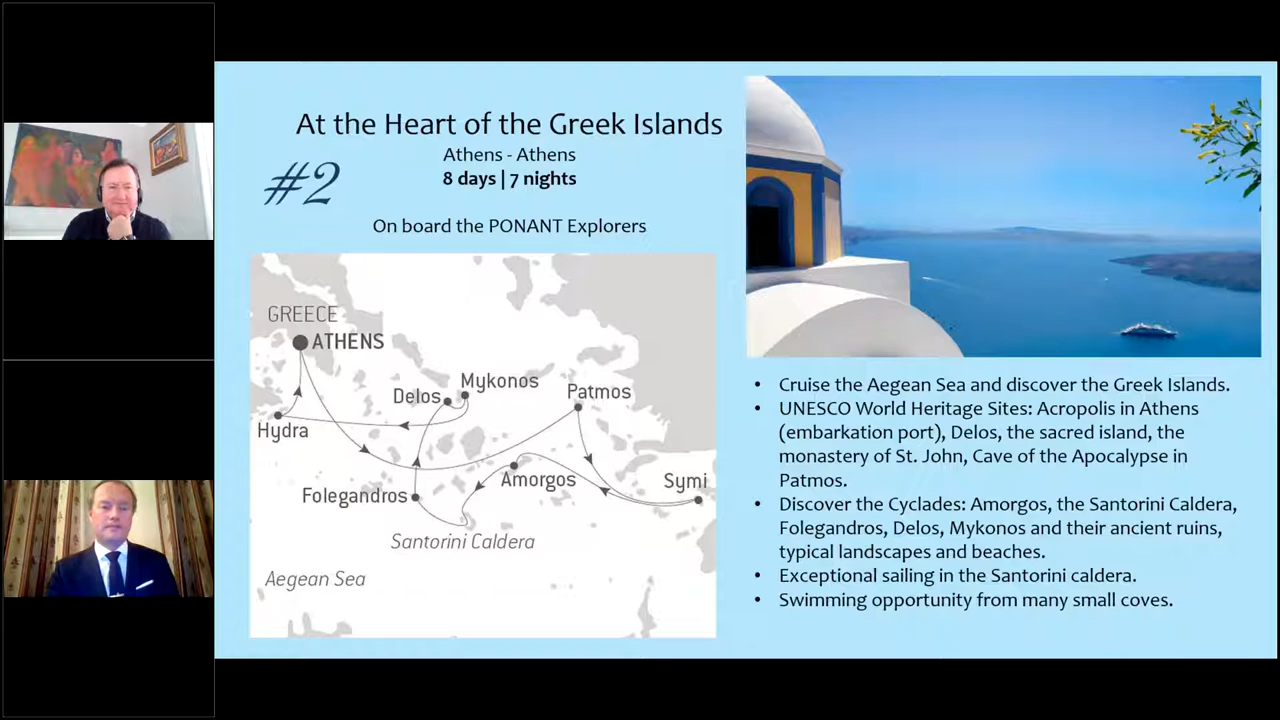 At the Heart of the Greek Islands
Athens - Athens
#2
8 days | 7 nights
On board the PONANT Explorers
GREECE
ATHENS
Mykonos
Delos
Patmos
Hydra
Amorgos
Symi
Folegandros
Santorini Caldera
Aegean Sea
• Cruise the Aegean Sea and discover the Greek Islands.
• UNESCO World Heritage Sites: Acropolis in Athens
(embarkation port), Delos, the sacred island, the
monastery of St. John, Cave of the Apocalypse in
Patmos.
• Discover the Cyclades: Amorgos, the Santorini Caldera,
Folegandros, Delos, Mykonos and their ancient ruins,
typical landscapes and beaches.
• Exceptional sailing in the Santorini caldera.
• Swimming opportunity from many small coves.